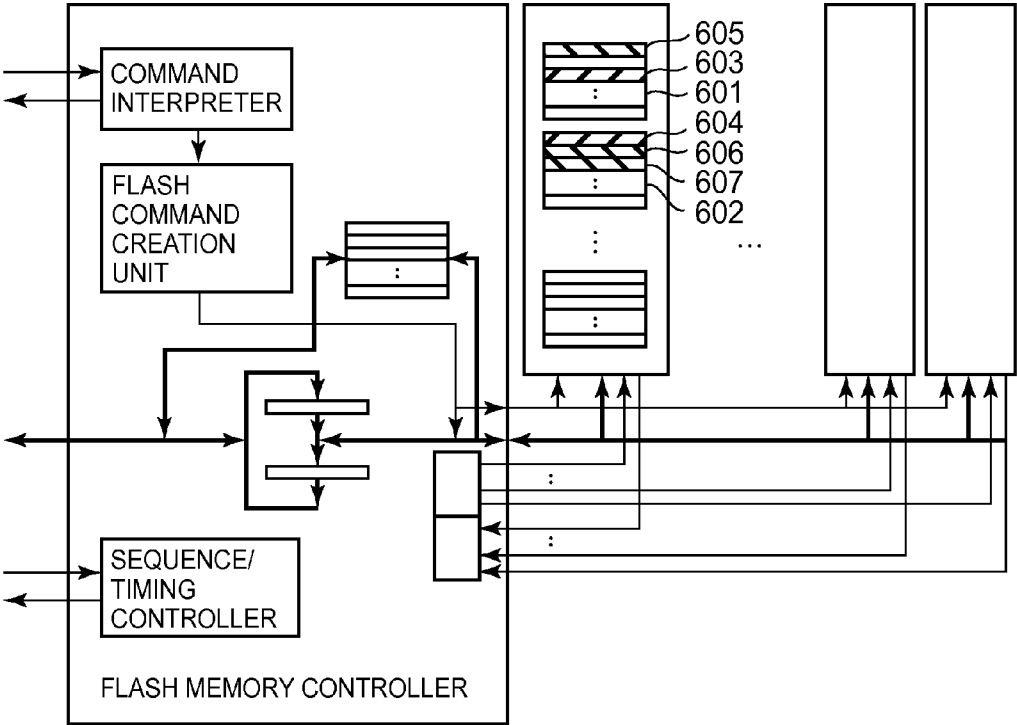 COMMAND
INTERPRETER
FLASH
COMMAND
CREATION
UNIT
SEQUENCE/
TIMING
CONTROLLER
FLASH MEMORY CONTROLLER
605
603
601
604
606
607
602